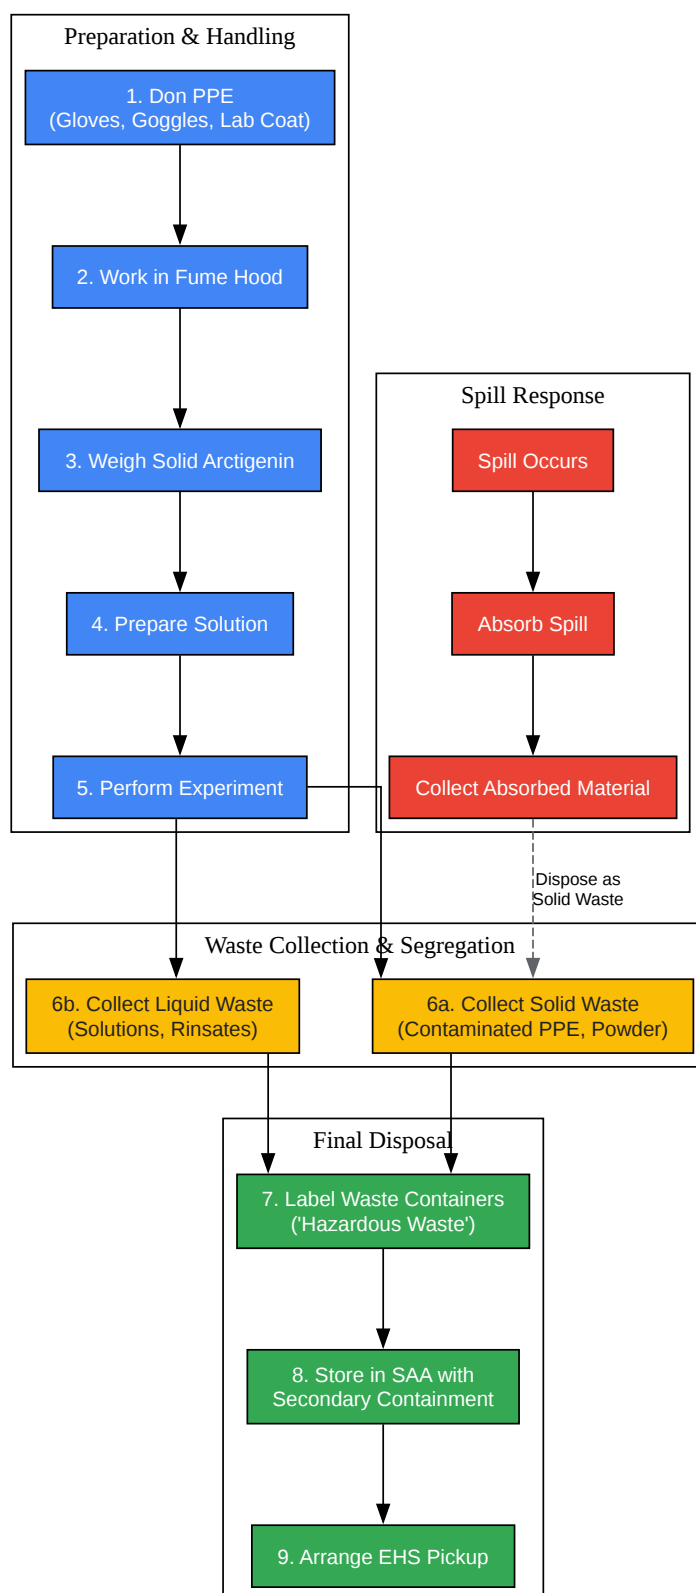 Preparation & Handling
1. Don PPE
(Gloves, Goggles, Lab Coat)
2. Work in Fume Hood
3. Weigh Solid Arctigenin
4. Prepare Solution
5. Perform Experiment
Spill Response
Spill Occurs
Absorb Spill
Collect Absorbed Material
Dispose as
Solid Waste
Waste Collection & Segregation
6b. Collect Liquid Waste
(Solutions, Rinsates)
6a. Collect Solid Waste
(Contaminated PPE, Powder)
Final Disposal
7. Label Waste Containers
('Hazardous Waste')
8. Store in SAA with
Secondary Containment
9. Arrange EHS Pickup